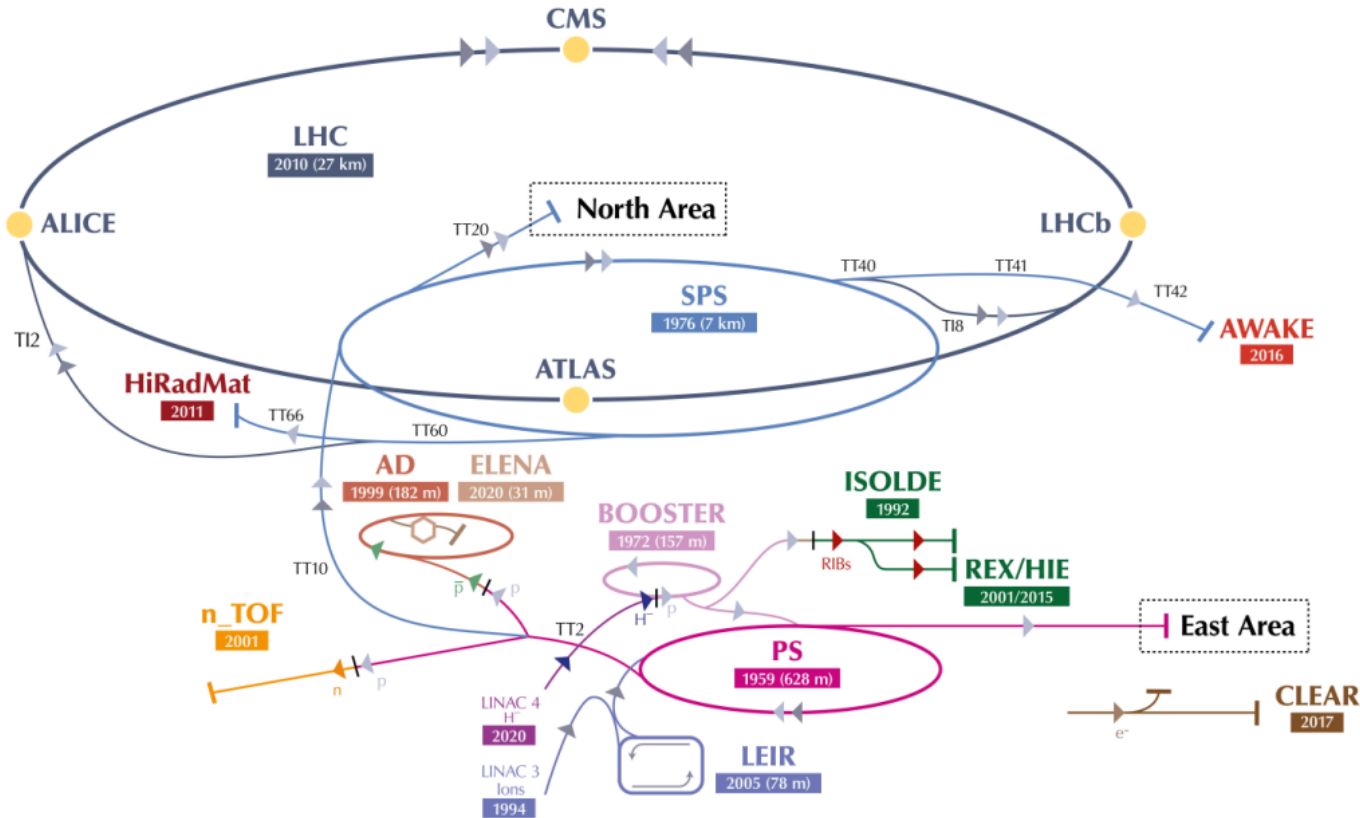 CMS
LHC
2010 (27 km)
North Area
TT20
ALICE
LHCb
TT40
TT41
TT42
SPS
1976 (7 km)
TI8
AWAKE
2016
TI2
ATLAS
HiRadMat
2011
TT66
TT60
AD
1999 (182 m)
ELENA
2020 (31 m)
ISOLDE
1992
BOOSTER
1972 (157 m)
RIBs
REX/HIE
2001/2015
TT10
p̅
p
H⁻
p
n_TOF
2001
TT2
East Area
n
p
PS
1959 (628 m)
LINAC 4
H⁻
2020
CLEAR
2017
e-
LINAC 3
Ions
1994
LEIR
2005 (78 m)